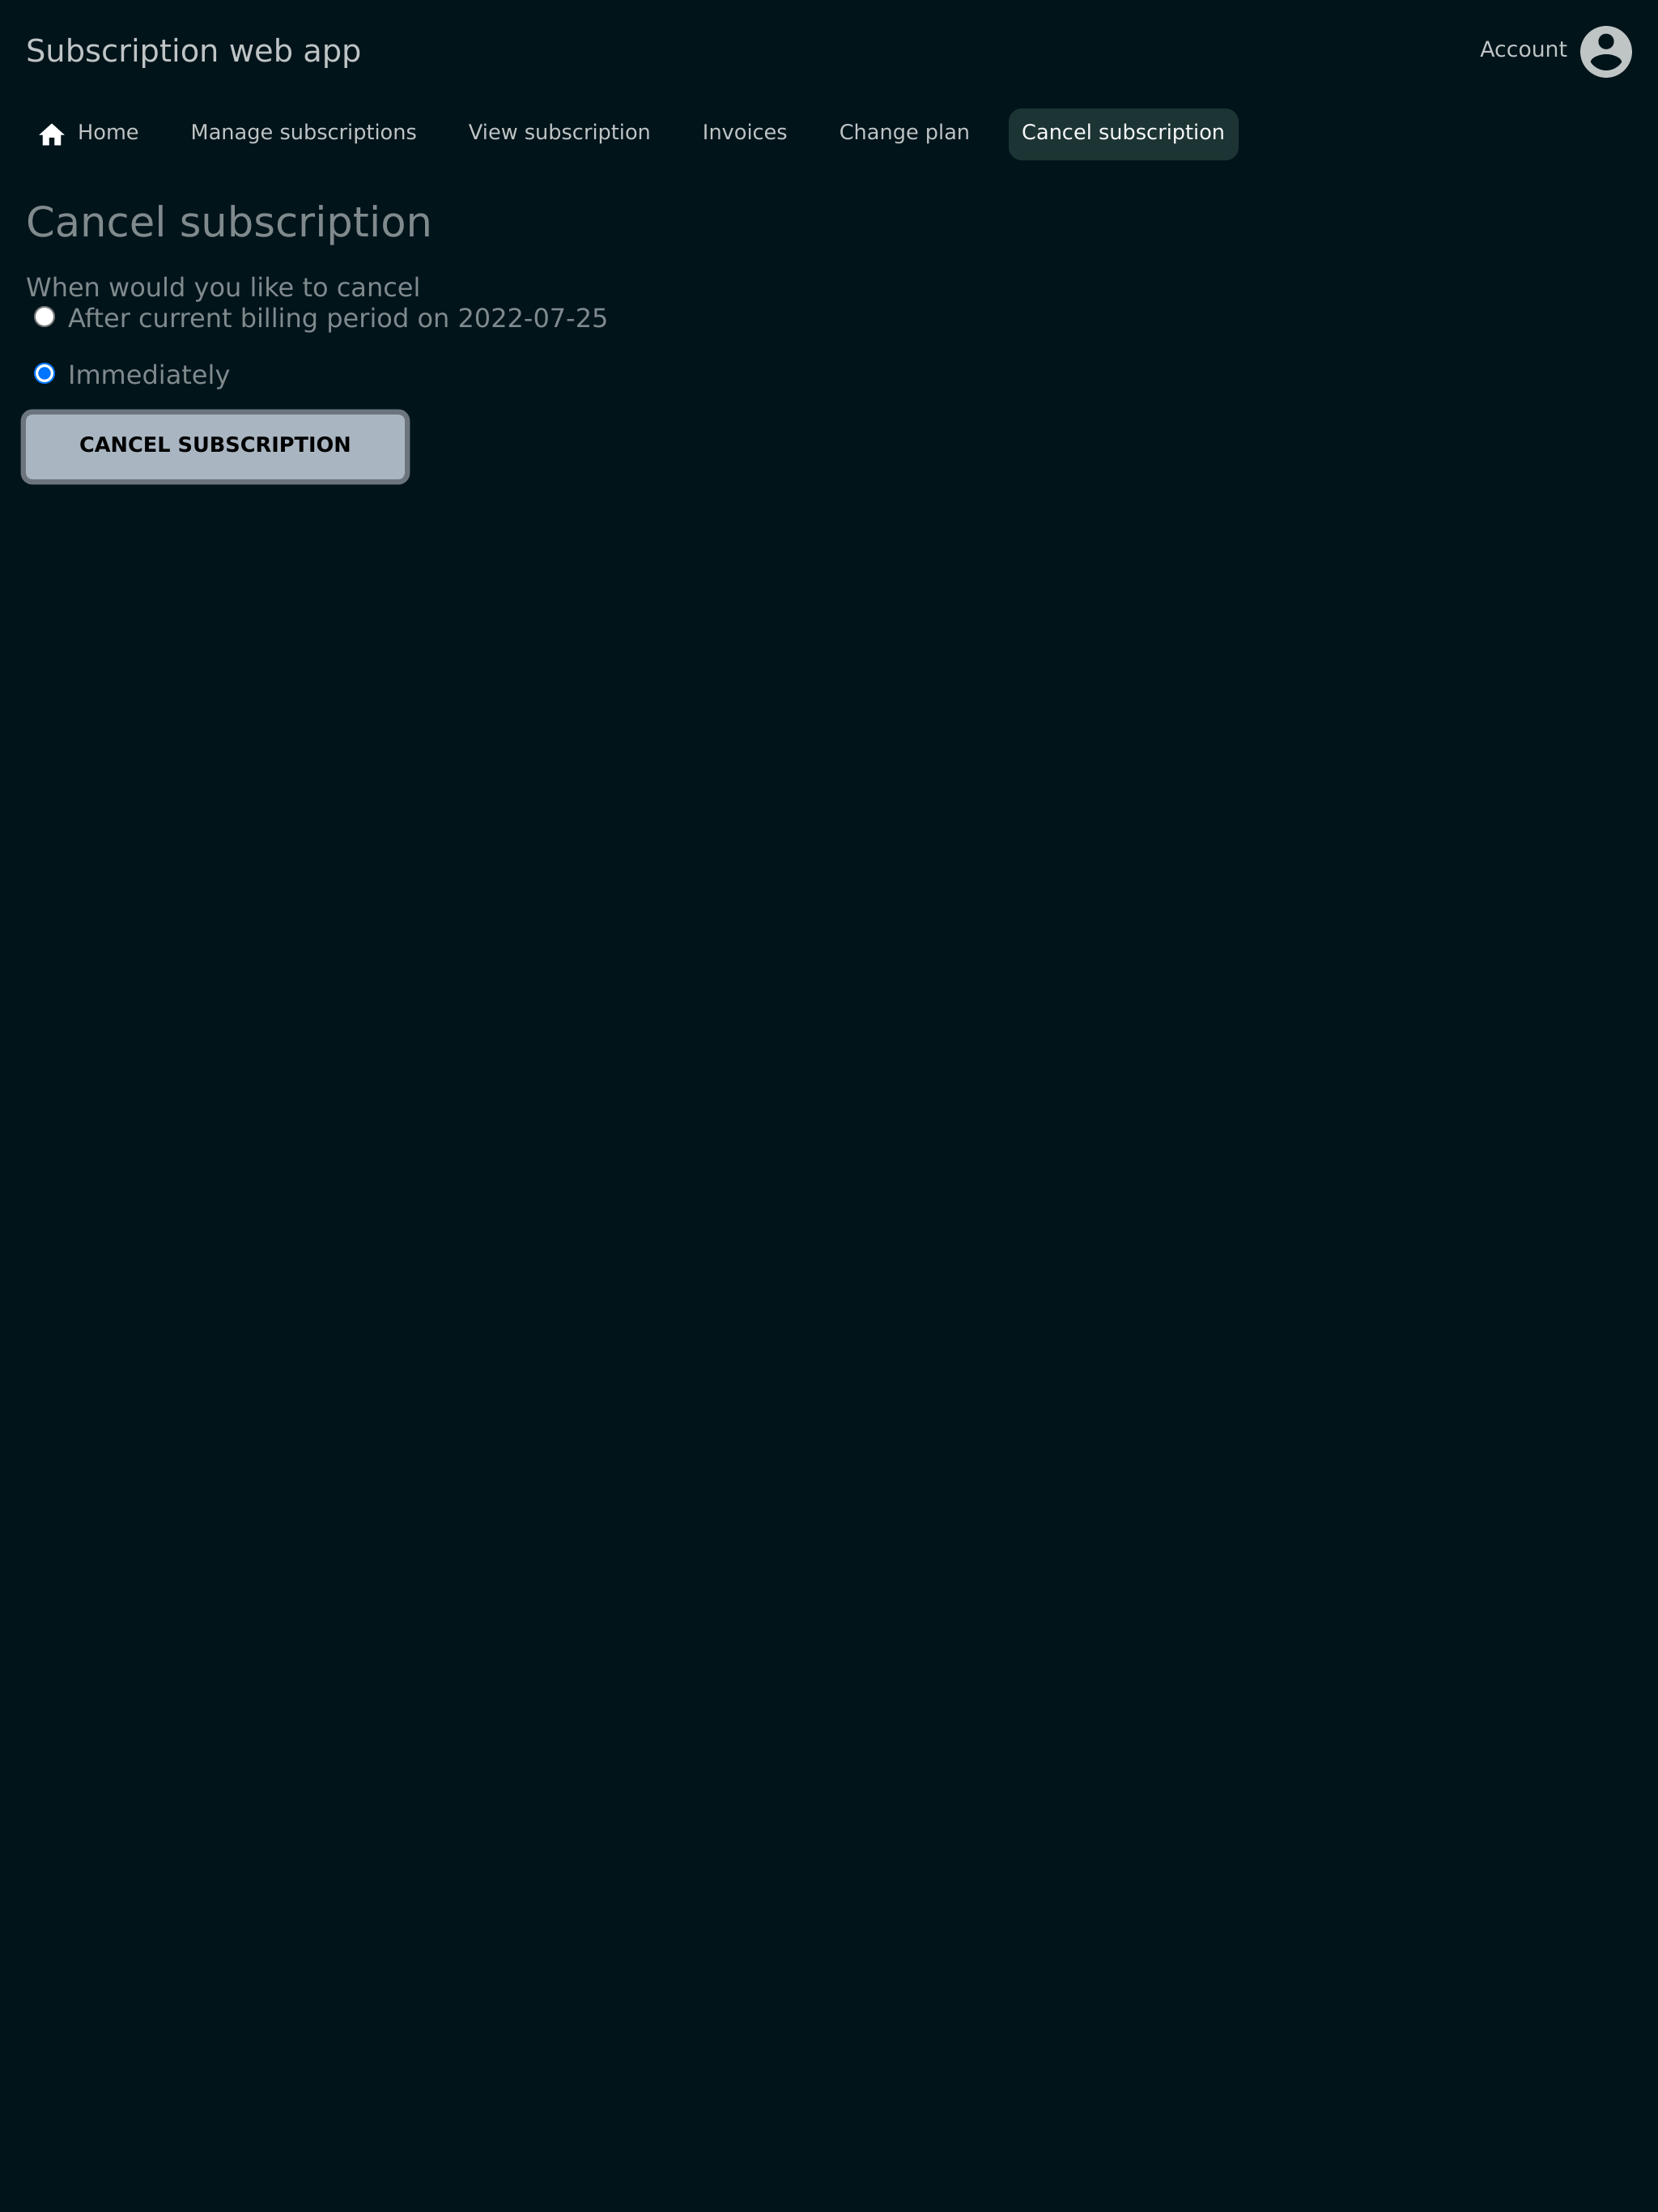 Subscription web app
Account
Home
Manage subscriptions
View subscription
Invoices
Change plan
Cancel subscription
Cancel subscription
When would you like to cancel
After current billing period on 2022-07-25
Immediately
CANCEL SUBSCRIPTION